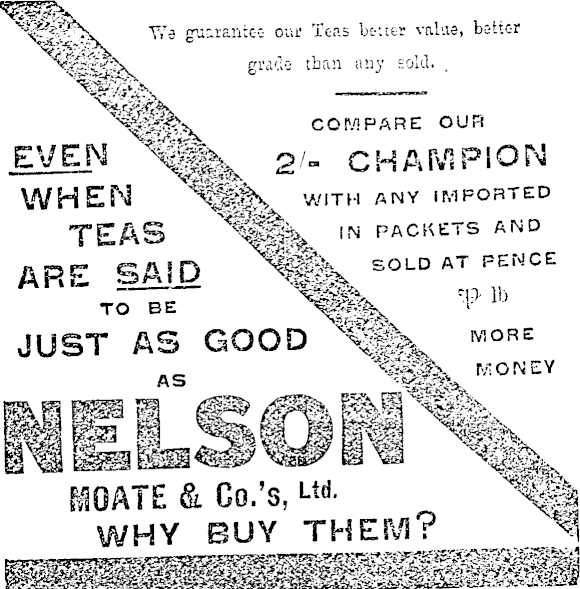 We guarantee our Teas better value, better
grade than any sold.
COMPARE OUR
2/- CHAMPION
WITH ANY IMPORTED
IN PACKETS AND
SOLD AT PENCE
℔ lb
MORE
MONEY
EVEN
WHEN
TEAS
ARE SAID
TO BE
JUST AS GOOD
AS
NELSON
MOATE & Co.'s, Ltd.
WHY BUY THEM?